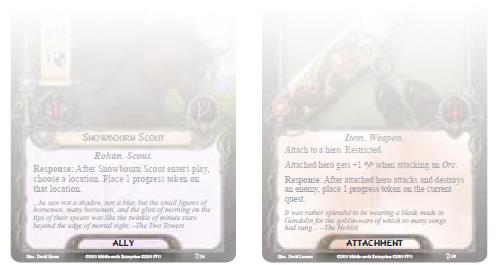 1
Snowbourn Scout
Rohan. Scout.
Response: After Snowbourn Scout enters play,
choose a location. Place 1 progress token on
that location.
...he saw not a shadow, nor a blur, but the small figures of
horsemen, many horsemen, and the glint of morning on the
tip of their spears was like the twinkle of minute stars
beyond the edge of mortal sight. –The Two Towers
ALLY
Item. Weapon.
Attach to a hero. Restricted.
Attached hero gets +1 when attacking an Orc.
Response: After attached hero attacks and destroys
an enemy, place 1 progress token on the current
quest.
It was rather splendid to be wearing a blade made in
Gondolin for the goblin-wars of which so many songs
had sung... –The Hobbit
ATTACHMENT